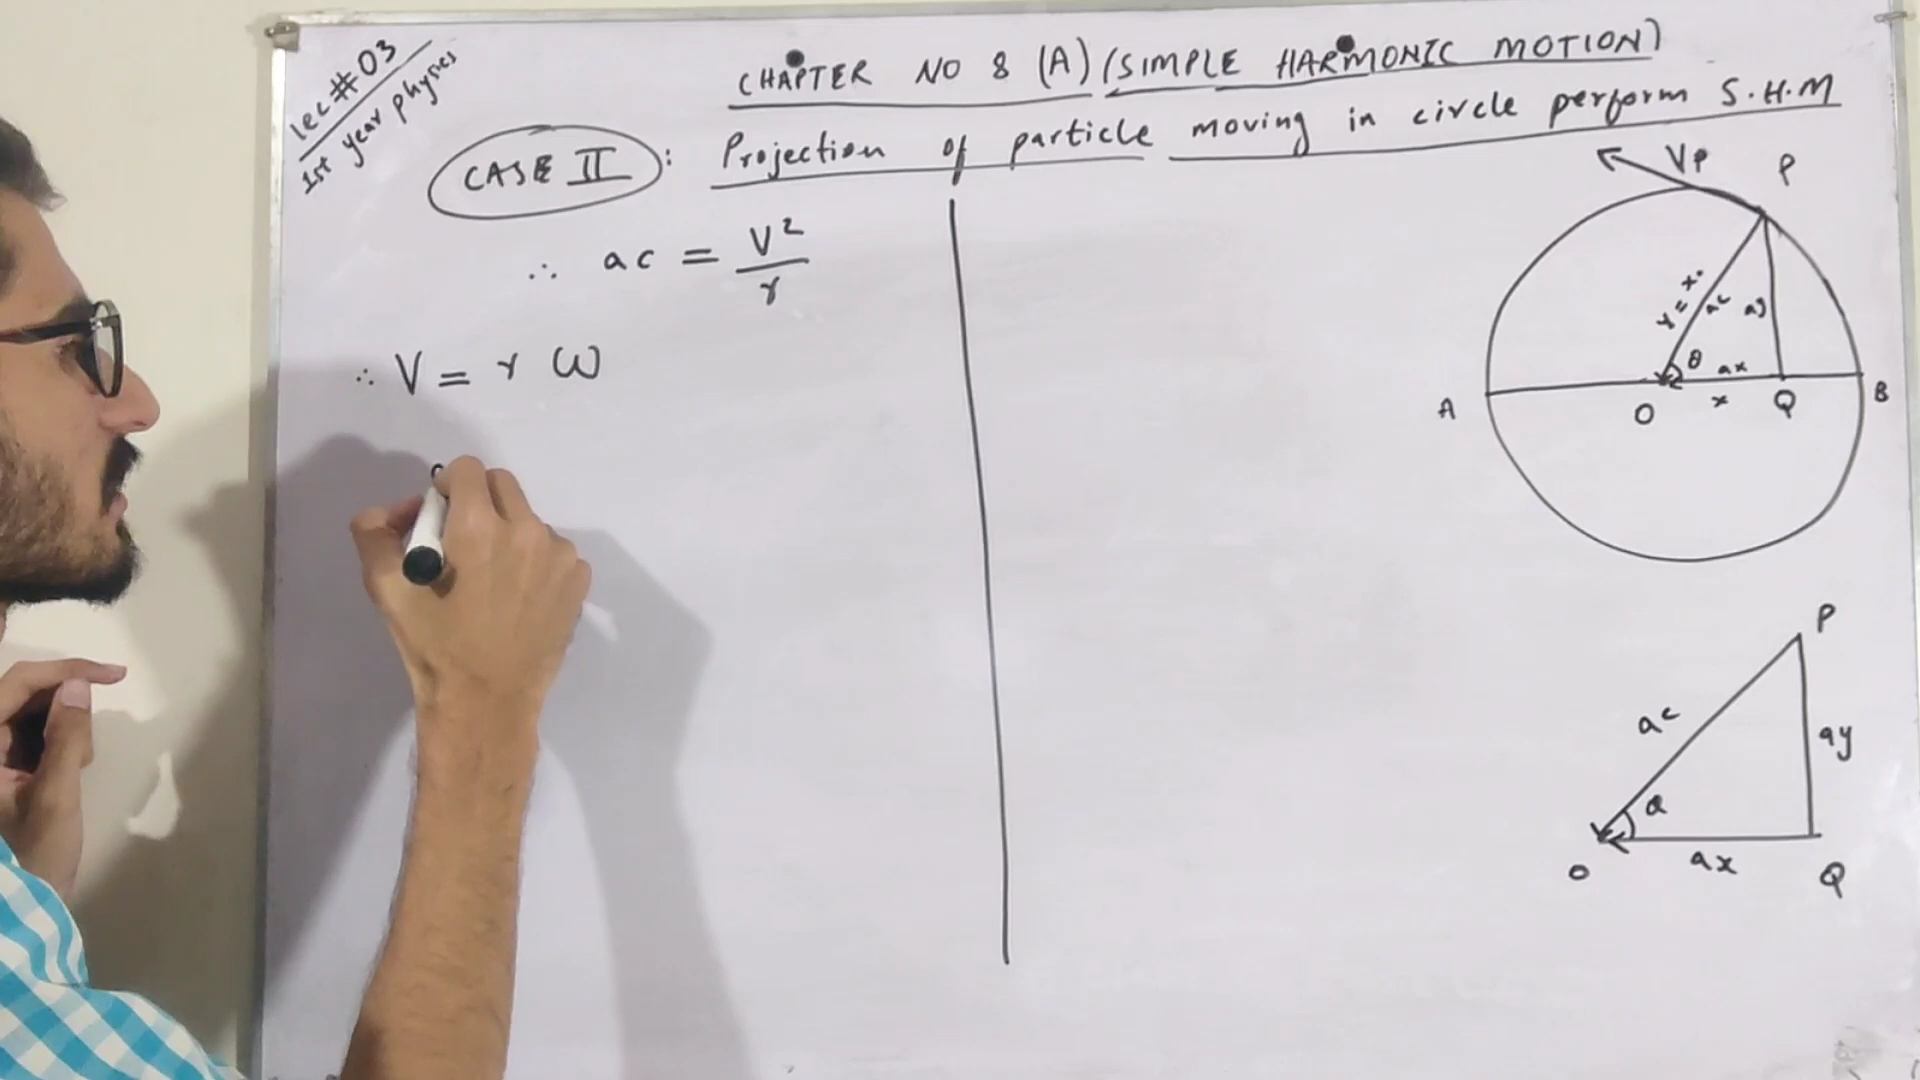 Lec#03
1st year physics
CHAPTER NO 8 (A) (SIMPLE HARMONIC MOTION)
CASE II : Projection of particle moving in circle perform S.H.M
∴ ac = V²/r
∴ V = r ω
VP
P
r = x₀
ac
ay
θ
ax
A
O
x
Q
B
P
ac
ay
O
ax
Q